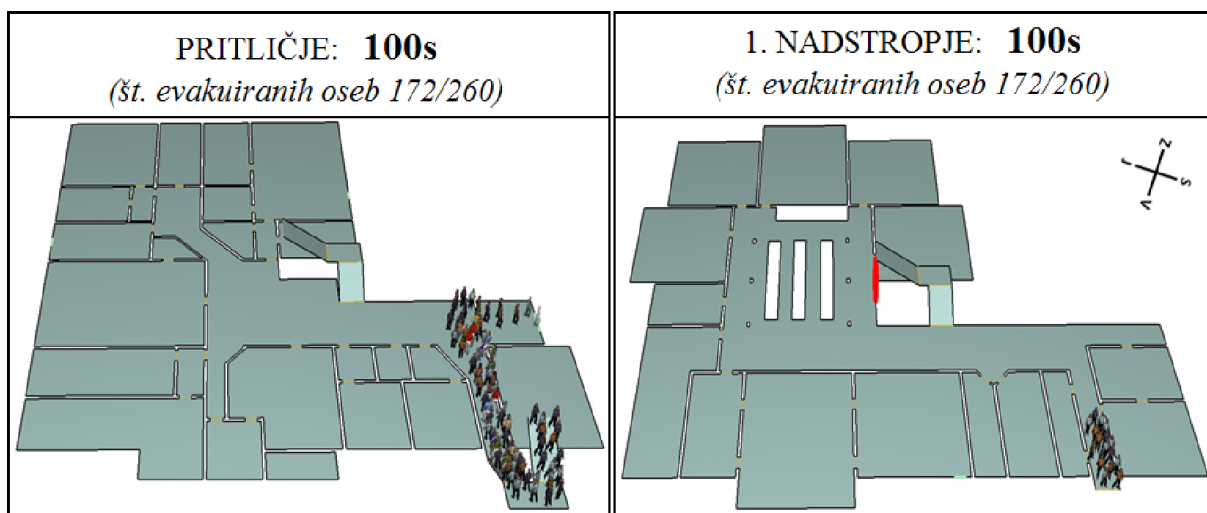 PRITLIČJE: 100s
(št. evakuiranih oseb 172/260)
1. NADSTROPJE: 100s
(št. evakuiranih oseb 172/260)
z
s
J
v